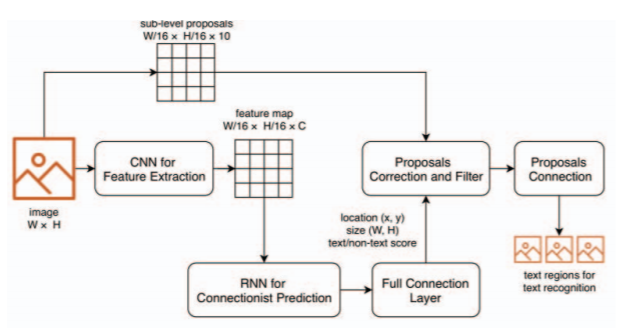 sub-level proposals
W/16 × H/16 × 10
feature map
W/16 × H/16 × C
CNN for
Feature Extraction
Proposals
Correction and Filter
Proposals
Connection
image
W × H
location (x, y)
size (W, H)
text/non-text score
RNN for
Connectionist Prediction
Full Connection
Layer
text regions for
text recognition